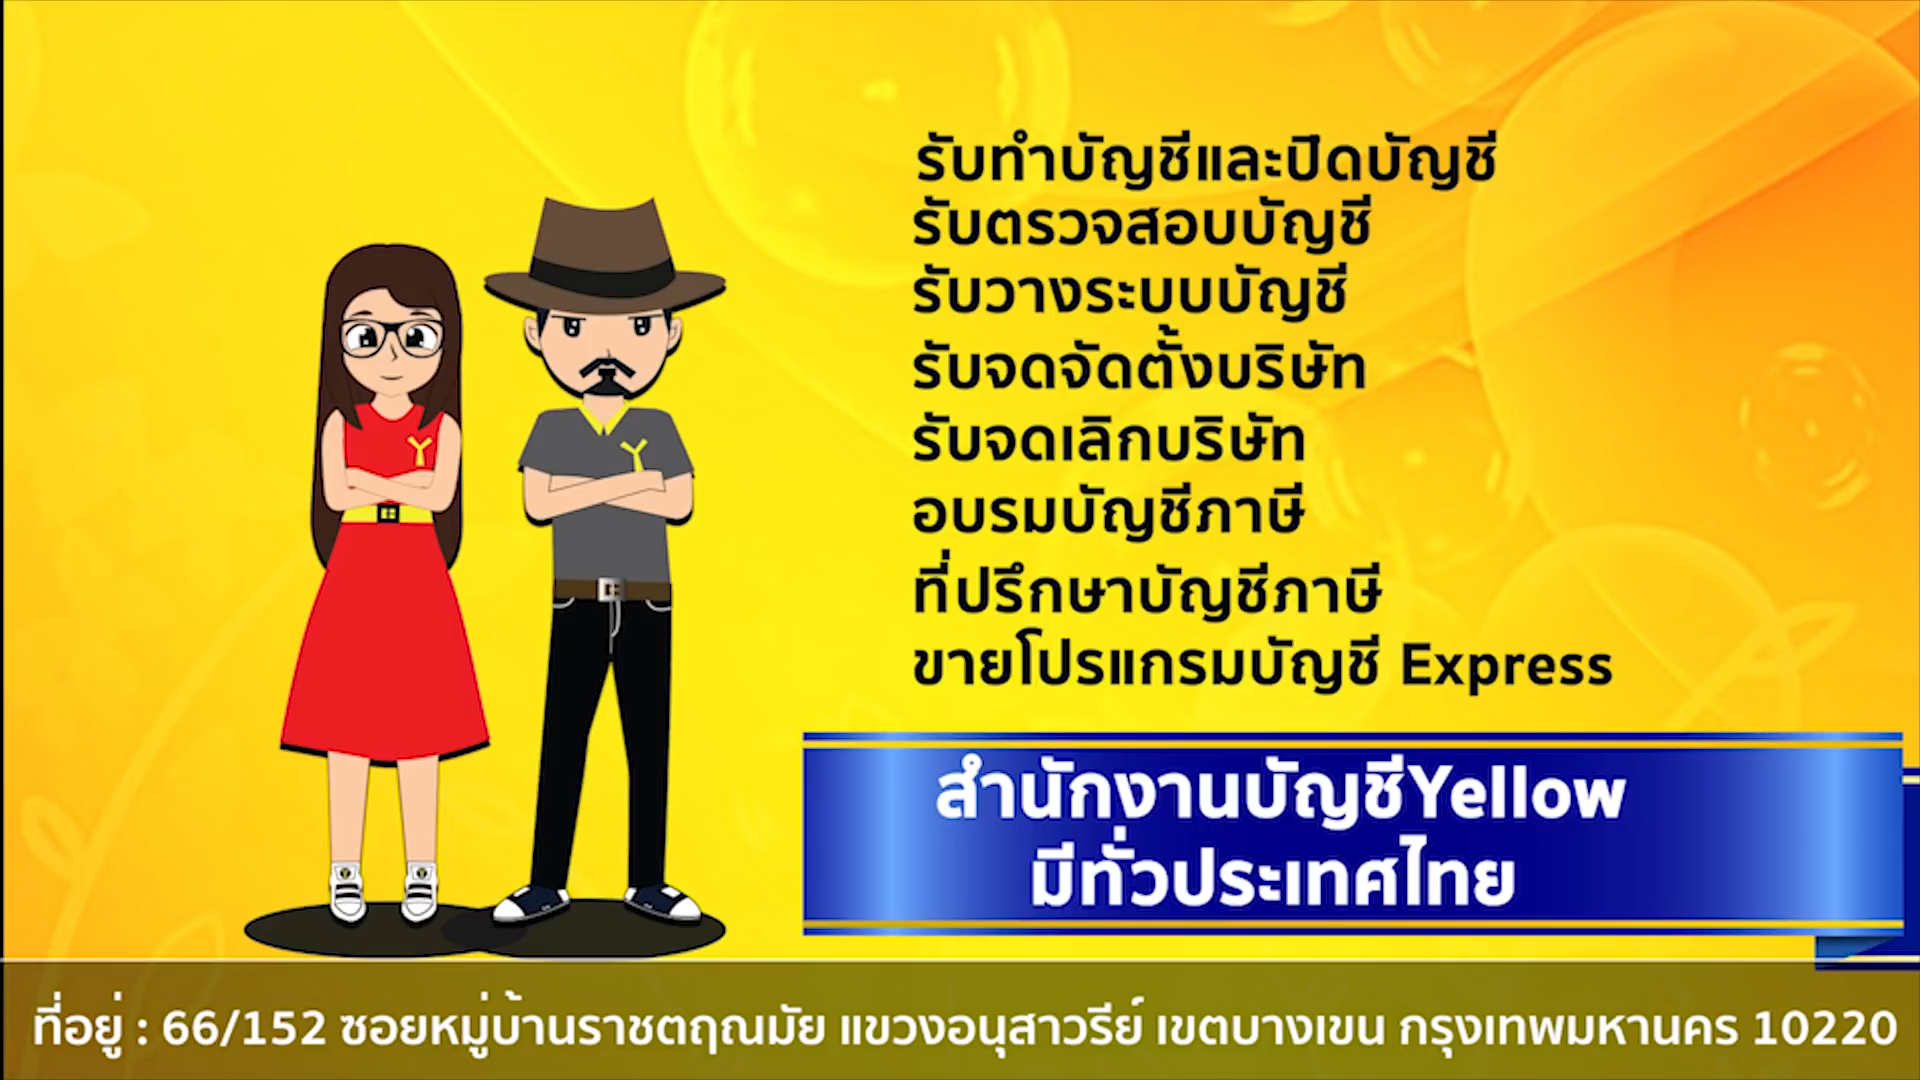 รับทำบัญชีและปิดบัญชี
รับตรวจสอบบัญชี
รับวางระบบบัญชี
รับจดจัดตั้งบริษัท
รับจดเลิกบริษัท
อบรมบัญชีภาษี
ที่ปรึกษาบัญชีภาษี
ขายโปรแกรมบัญชี Express
สำนักงานบัญชีYellow
มีทั่วประเทศไทย
ที่อยู่ : 66/152 ซอยหมู่บ้านราชตฤณมัย แขวงอนุสาวรีย์ เขตบางเขน กรุงเทพมหานคร 10220